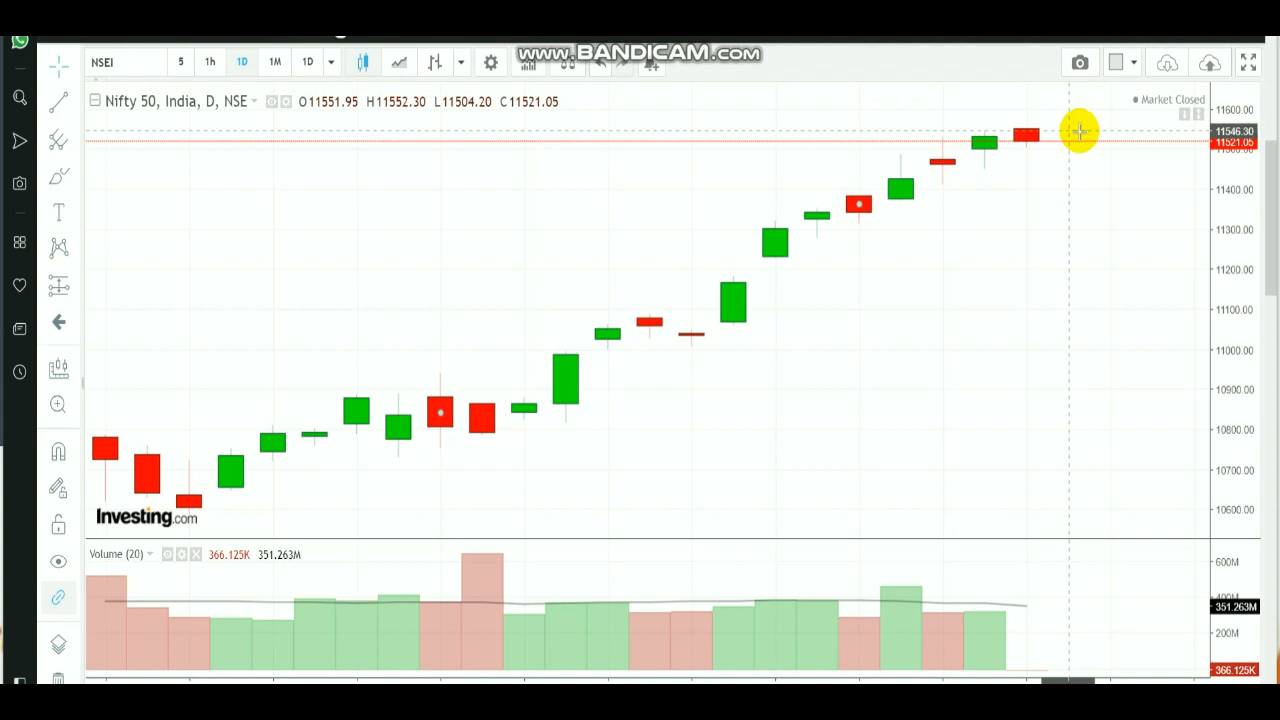 www.BANDICAM.com
NSEI 5 1h 1D 1M 1D
Nifty 50, India, D, NSE O11551.95 H11552.30 L11504.20 C11521.05
Market Closed
11600.00
11546.30
11521.05
11400.00
11300.00
11200.00
11100.00
11000.00
10900.00
10800.00
10700.00
10600.00
Investing.com
Volume (20) 366.125K 351.263M
600M
351.263M
200M
366.125K